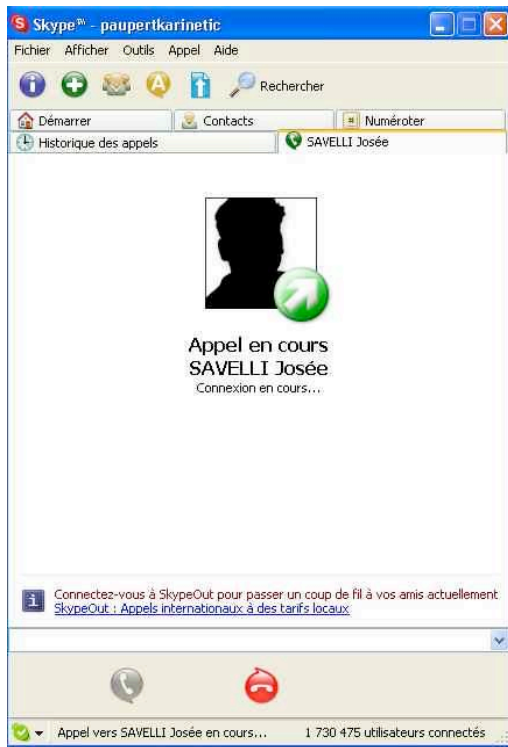 Skype™ - paupertkarinetic
Fichier Afficher Outils Appel Aide
Rechercher
Démarrer Contacts Numéroter
Historique des appels SAVELLI Josée
Appel en cours
SAVELLI Josée
Connexion en cours...
Connectez-vous à SkypeOut pour passer un coup de fil à vos amis actuellement
SkypeOut : Appels internationaux à des tarifs locaux
Appel vers SAVELLI Josée en cours... 1 730 475 utilisateurs connectés